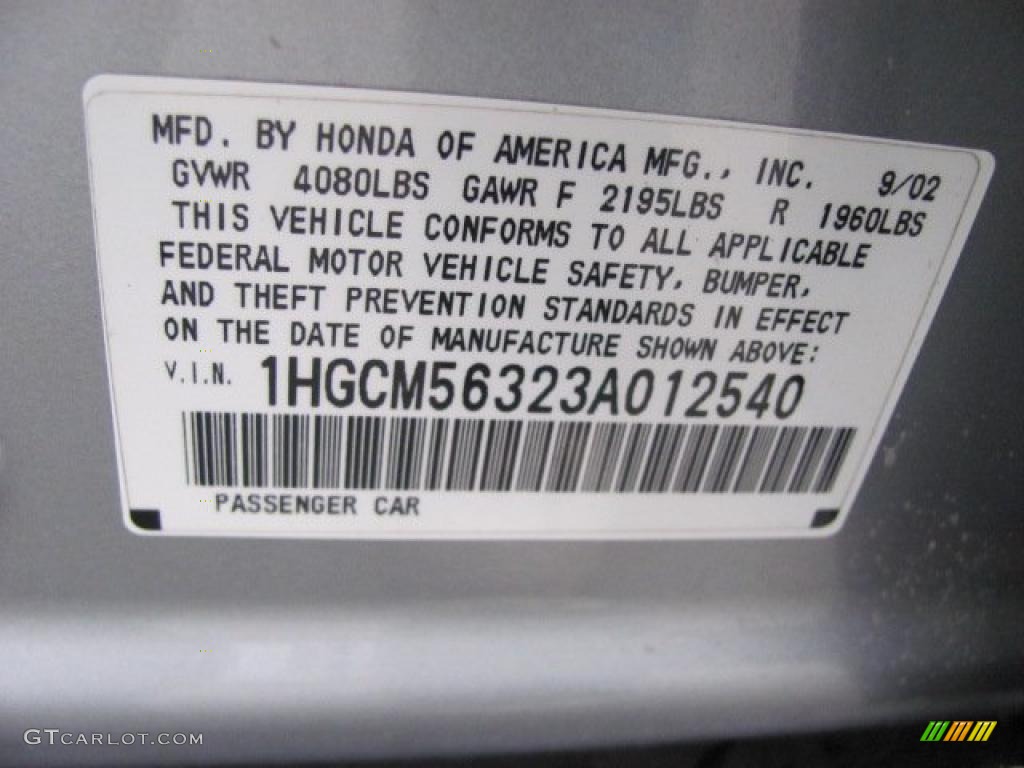 MFD. BY HONDA OF AMERICA MFG., INC. 9/02
GVWR 4080LBS GAWR F 2195LBS R 1960LBS
THIS VEHICLE CONFORMS TO ALL APPLICABLE
FEDERAL MOTOR VEHICLE SAFETY, BUMPER,
AND THEFT PREVENTION STANDARDS IN EFFECT
ON THE DATE OF MANUFACTURE SHOWN ABOVE:
V.I.N. 1HGCM56323A012540
PASSENGER CAR
GTCARLOT.COM